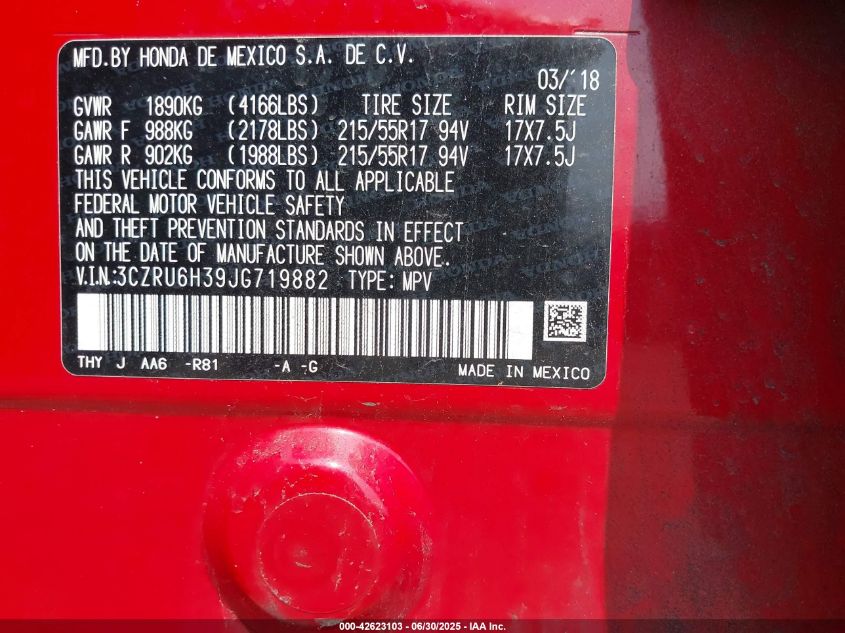 MFD.BY HONDA DE MEXICO S.A. DE C.V.
03/'18
GVWR 1890KG (4166LBS) TIRE SIZE RIM SIZE
GAWR F 988KG (2178LBS) 215/55R17 94V 17X7.5J
GAWR R 902KG (1988LBS) 215/55R17 94V 17X7.5J
THIS VEHICLE CONFORMS TO ALL APPLICABLE
FEDERAL MOTOR VEHICLE SAFETY
AND THEFT PREVENTION STANDARDS IN EFFECT
ON THE DATE OF MANUFACTURE SHOWN ABOVE.
V.I.N:3CZRU6H39JG719882 TYPE: MPV
THY J AA6 -R81 -A -G MADE IN MEXICO
000-42623103 - 06/30/2025 - IAA Inc.